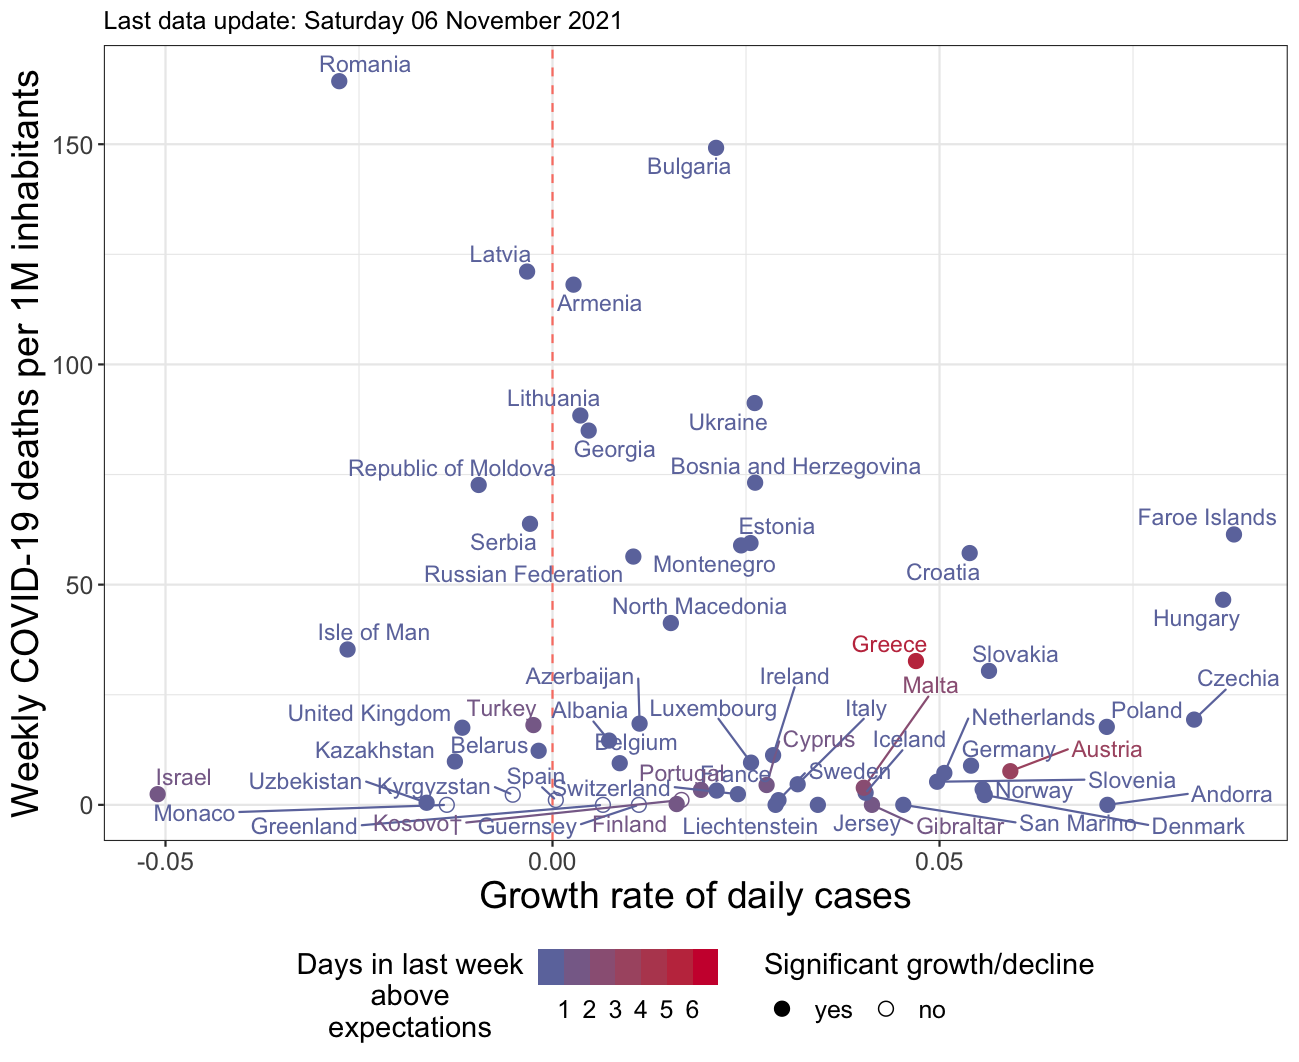 Last data update: Saturday 06 November 2021
Weekly COVID-19 deaths per 1M inhabitants
150
100
50
0
Romania
Bulgaria
Latvia
Armenia
Lithuania
Ukraine
Georgia
Republic of Moldova
Bosnia and Herzegovina
Faroe Islands
Estonia
Serbia
Montenegro
Croatia
Russian Federation
North Macedonia
Hungary
Isle of Man
Greece
Slovakia
Azerbaijan
Ireland
Czechia
Malta
Turkey
Albania
Luxembourg
Italy
Poland
United Kingdom
Netherlands
Cyprus
Iceland
Belarus
Belgium
Kazakhstan
Germany
Austria
Israel
Portugal
France
Sweden
Spain
Uzbekistan
Kyrgyzstan
Switzerland
Norway
Slovenia
Andorra
Monaco
Greenland
Kosovo†
Guernsey
Finland
Liechtenstein
Jersey
Gibraltar
San Marino
Denmark
-0.05
0.00
0.05
Growth rate of daily cases
Days in last week
above
expectations
1 2 3 4 5 6
Significant growth/decline
yes
no